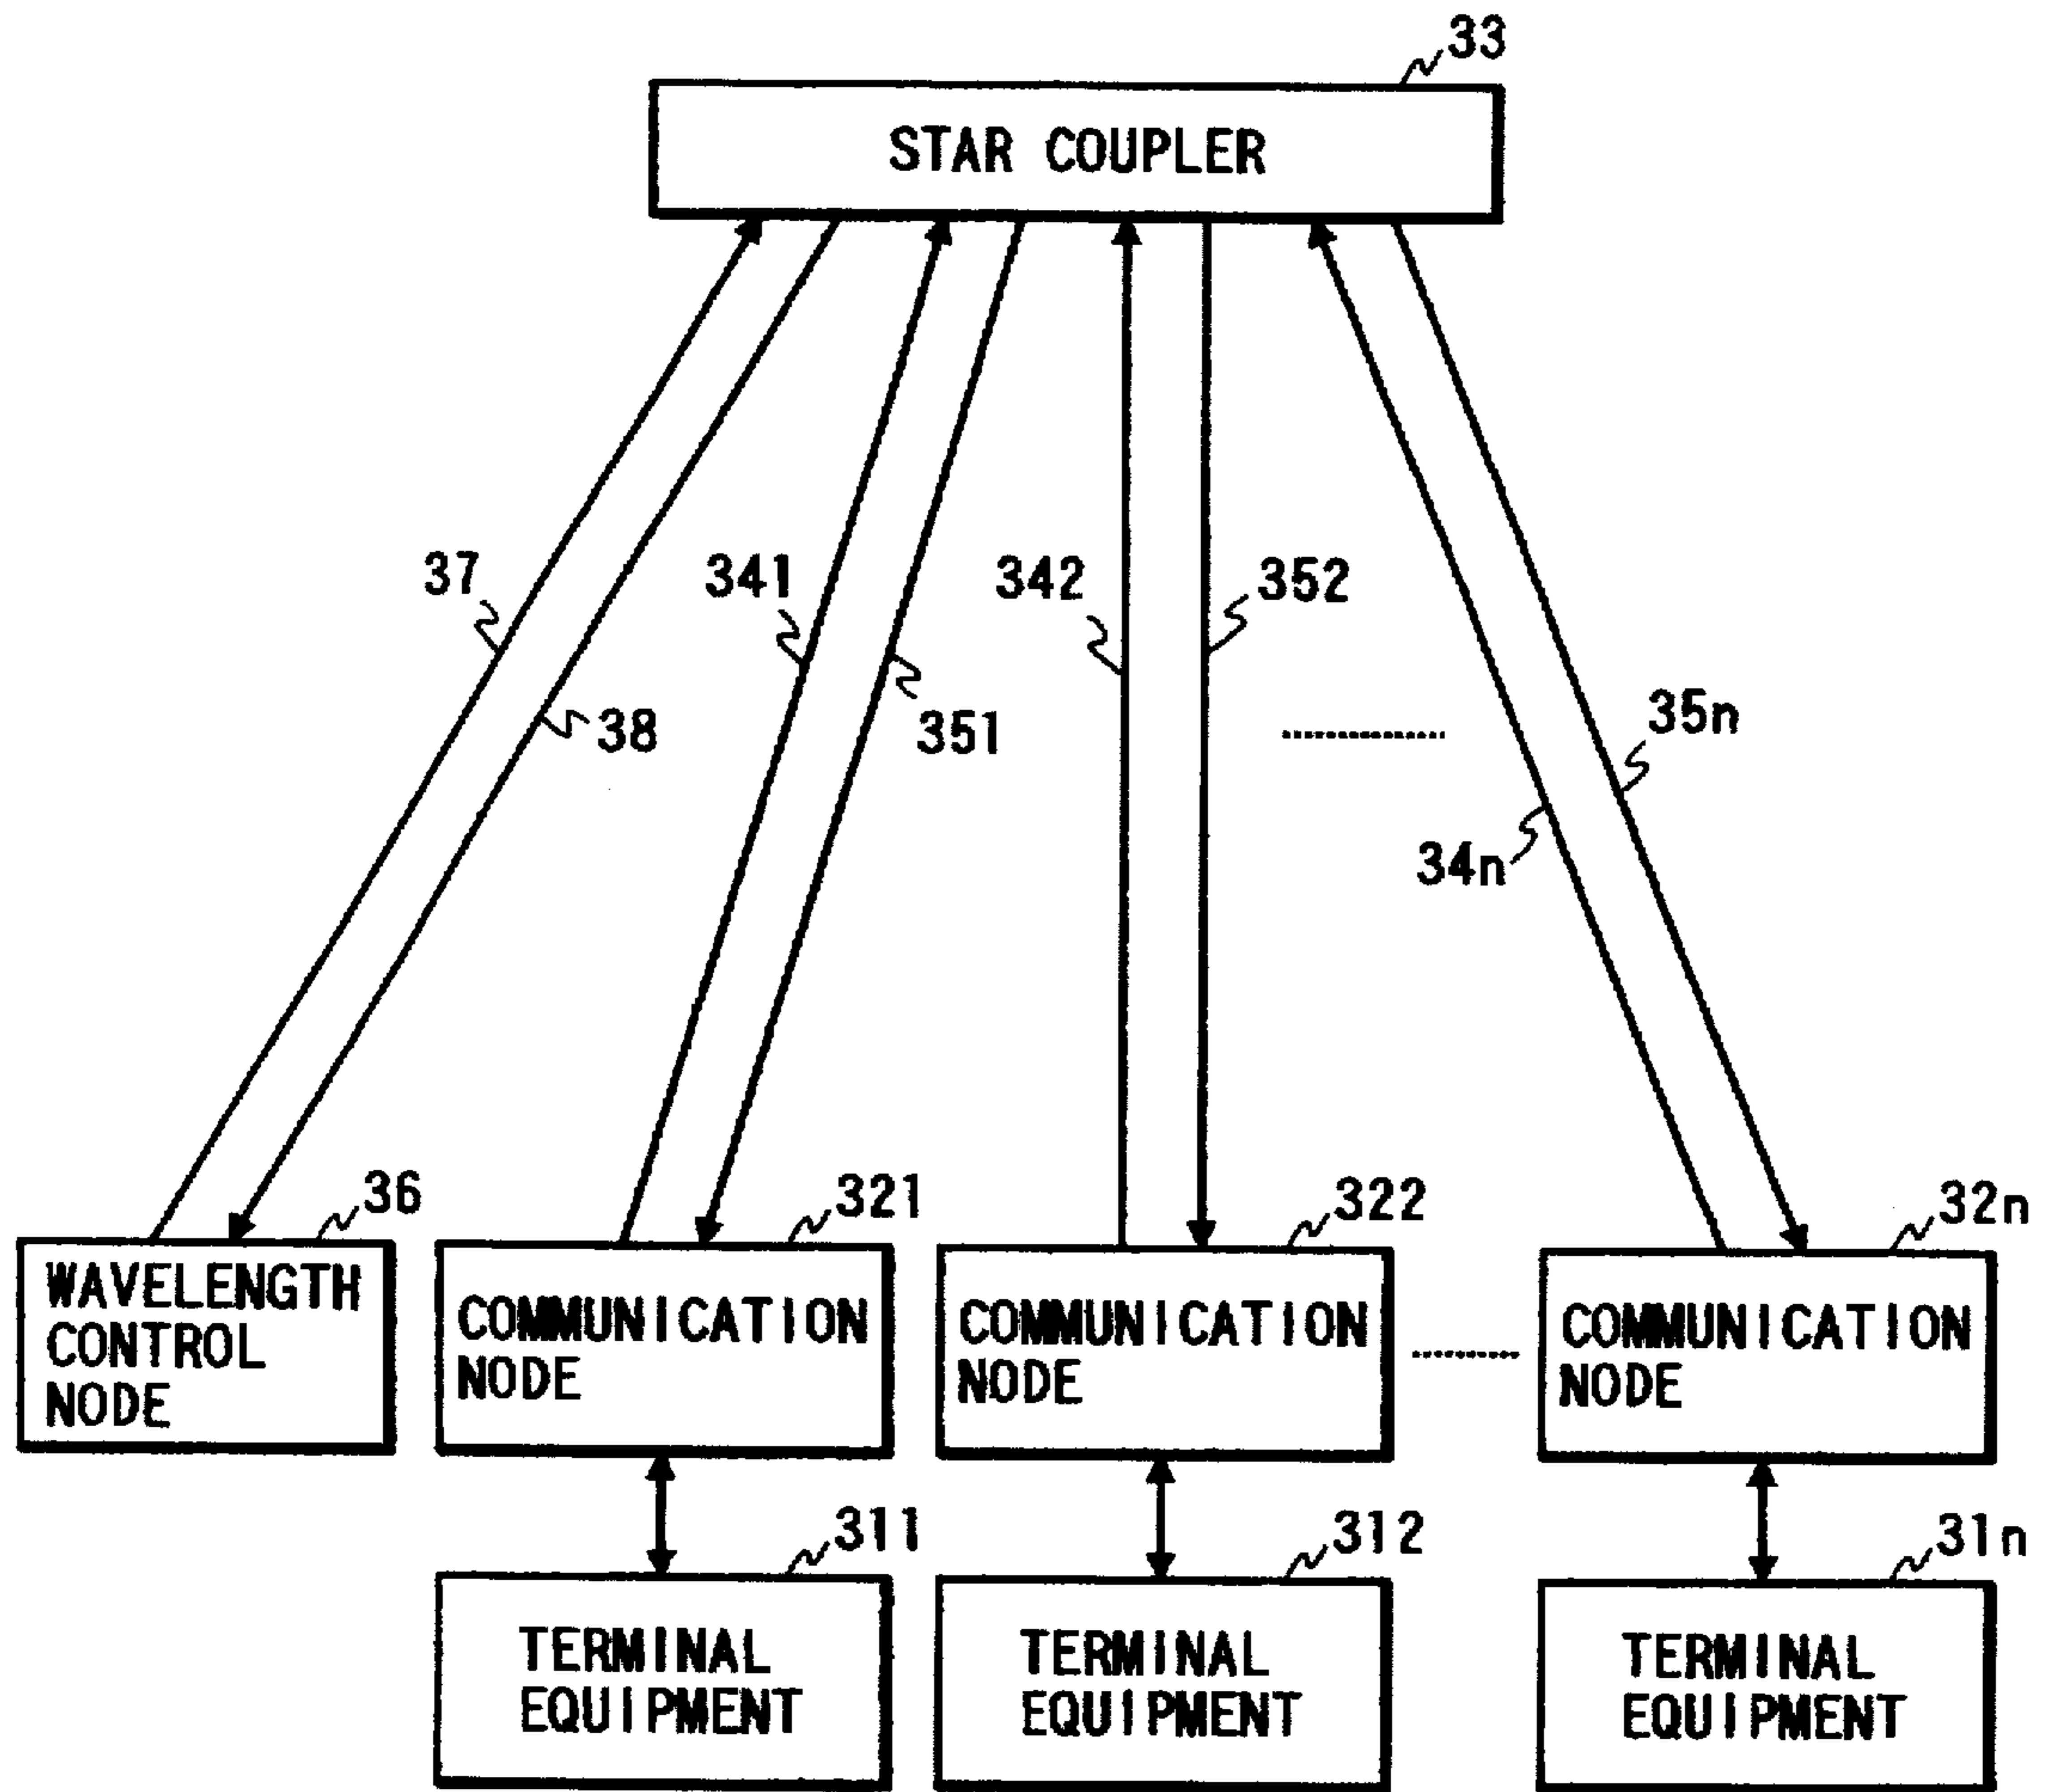 33
STAR COUPLER
37
341
342
352
38
351
35n
34n
36
321
322
32n
WAVELENGTH
CONTROL
NODE
COMMUNICATION
NODE
COMMUNICATION
NODE
COMMUNICATION
NODE
311
312
31n
TERMINAL
EQUIPMENT
TERMINAL
EQUIPMENT
TERMINAL
EQUIPMENT